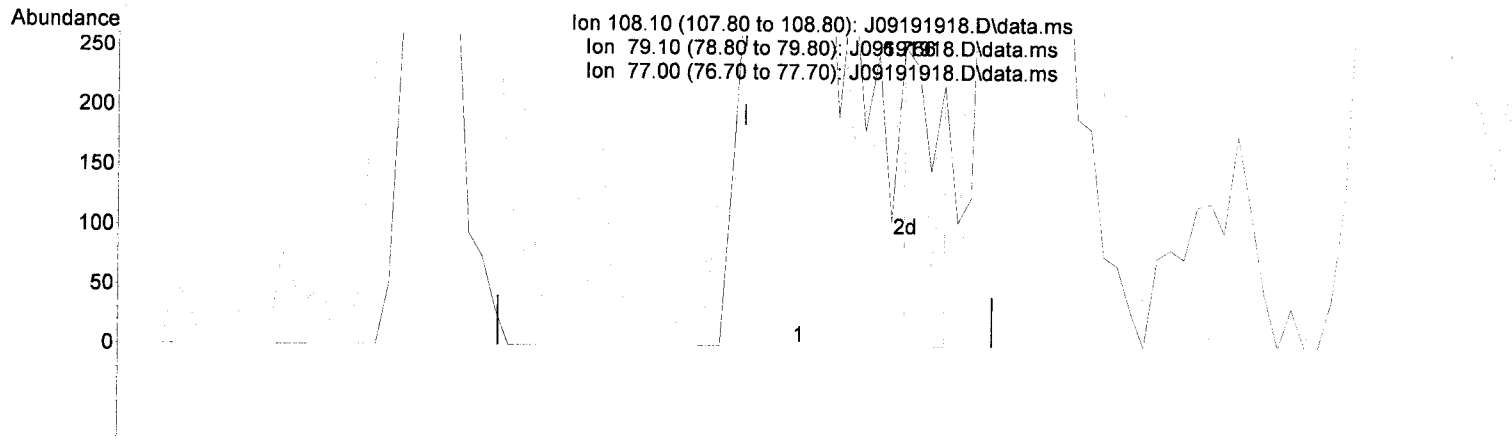 Abundance
Ion 108.10 (107.80 to 108.80): J09191918.D\data.ms
Ion 79.10 (78.80 to 79.80): J09191918.D\data.ms
Ion 77.00 (76.70 to 77.70): J09191918.D\data.ms
250
200
150
100
50
0
2d
1